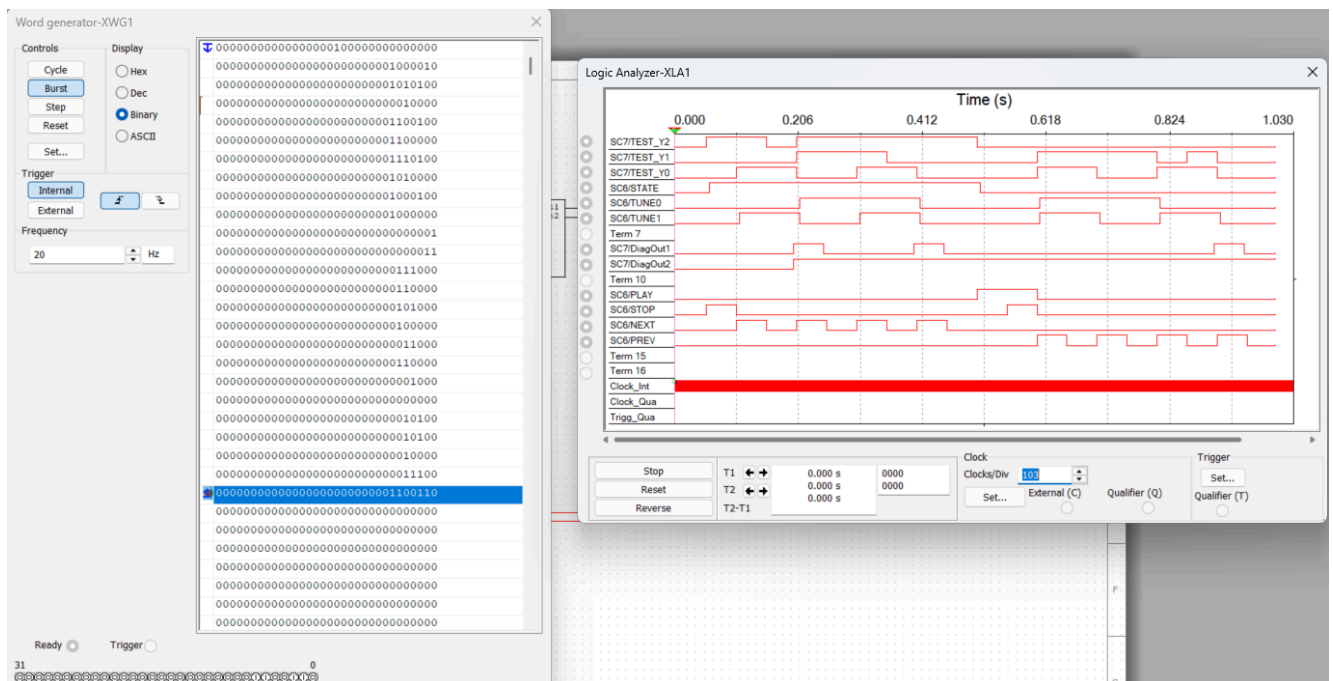 Word generator-XWG1
Controls
Cycle
Burst
Step
Reset
Set...
Display
Hex
Dec
Binary
ASCII
Trigger
Internal
External
Frequency
20 Hz
00000000000000000100000000000000
00000000000000000000000001000010
00000000000000000000000001010100
00000000000000000000000000010000
00000000000000000000000001100100
00000000000000000000000001100000
00000000000000000000000001110100
00000000000000000000000001010000
00000000000000000000000001000100
00000000000000000000000001000000
00000000000000000000000000000001
00000000000000000000000000000011
00000000000000000000000000111000
00000000000000000000000000110000
00000000000000000000000000101000
00000000000000000000000000100000
00000000000000000000000000011000
00000000000000000000000000110000
00000000000000000000000000001000
00000000000000000000000000000000
00000000000000000000000000010100
00000000000000000000000000010100
00000000000000000000000000010000
00000000000000000000000000011100
00000000000000000000000001100110
00000000000000000000000000000000
00000000000000000000000000000000
00000000000000000000000000000000
00000000000000000000000000000000
00000000000000000000000000000000
00000000000000000000000000000000
00000000000000000000000000000000
Ready Trigger
31 0
Logic Analyzer-XLA1
Time (s)
0.000 0.206 0.412 0.618 0.824 1.030
SC7/TEST_Y2
SC7/TEST_Y1
SC7/TEST_Y0
SC6/STATE
SC6/TUNE0
SC6/TUNE1
Term 7
SC7/DiagOut1
SC7/DiagOut2
Term 10
SC6/PLAY
SC6/STOP
SC6/NEXT
SC6/PREV
Term 15
Term 16
Clock_Int
Clock_Qua
Trigg_Qua
Stop
Reset
Reverse
T1 0.000 s 0000
T2 0.000 s 0000
T2-T1 0.000 s
Clock
Clocks/Div 103
Set... External (C) Qualifier (Q)
Trigger
Set...
Qualifier (T)
F